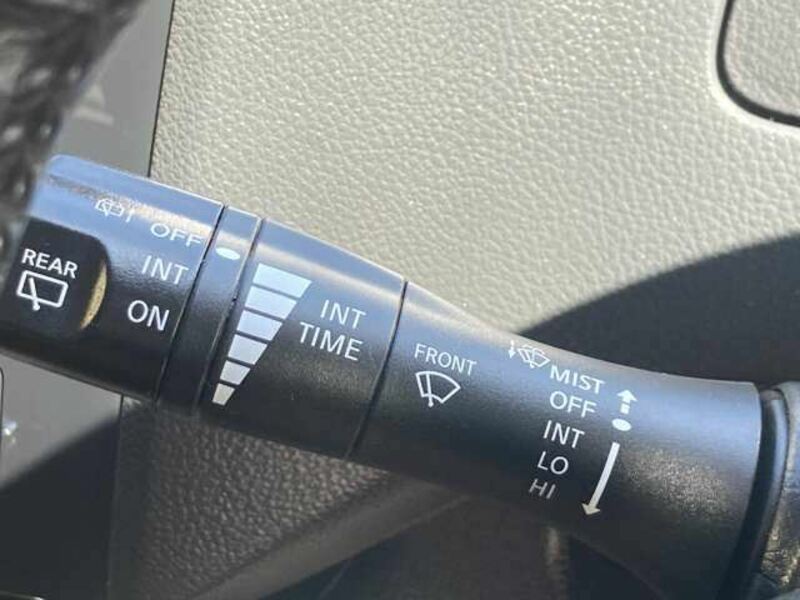 REAR
OFF
INT
ON
INT
TIME
FRONT
MIST
OFF
INT
LO
HI